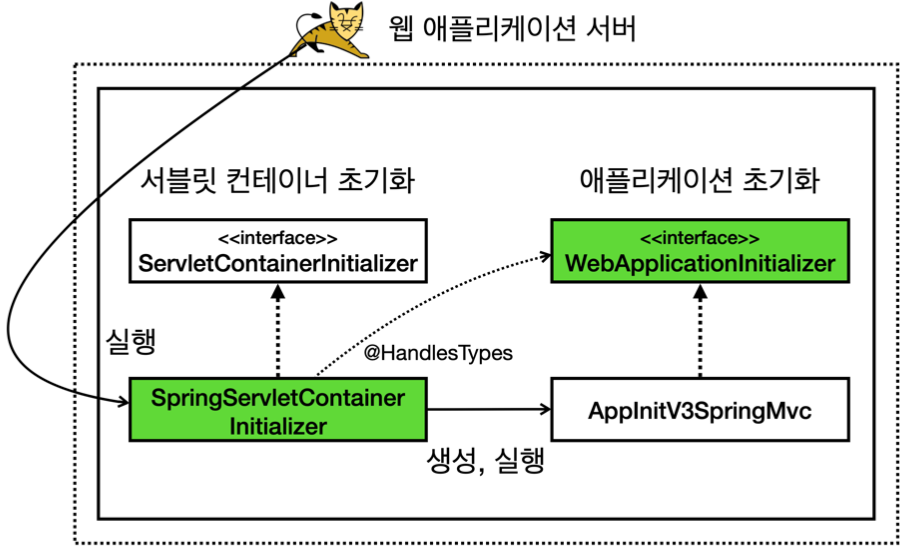 웹 애플리케이션 서버
서블릿 컨테이너 초기화
애플리케이션 초기화
<<interface>>
ServletContainerInitializer
<<interface>>
WebApplicationInitializer
실행
@HandlesTypes
SpringServletContainer
Initializer
AppInitV3SpringMvc
생성, 실행